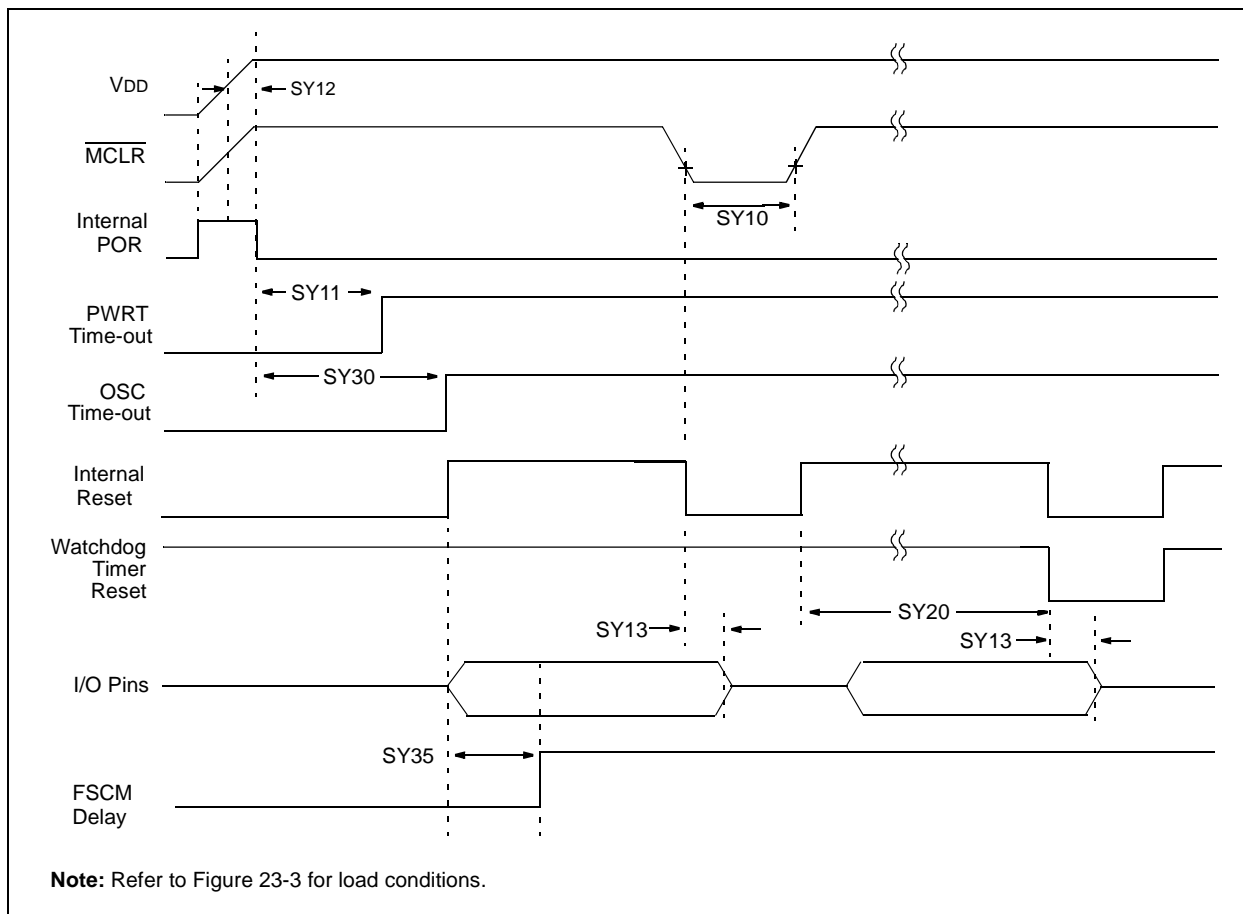 VDD
SY12
MCLR
SY10
Internal
POR
SY11
PWRT
Time-out
SY30
OSC
Time-out
Internal
Reset
Watchdog
Timer
Reset
SY20
SY13
SY13
I/O Pins
SY35
FSCM
Delay
Note: Refer to Figure 23-3 for load conditions.